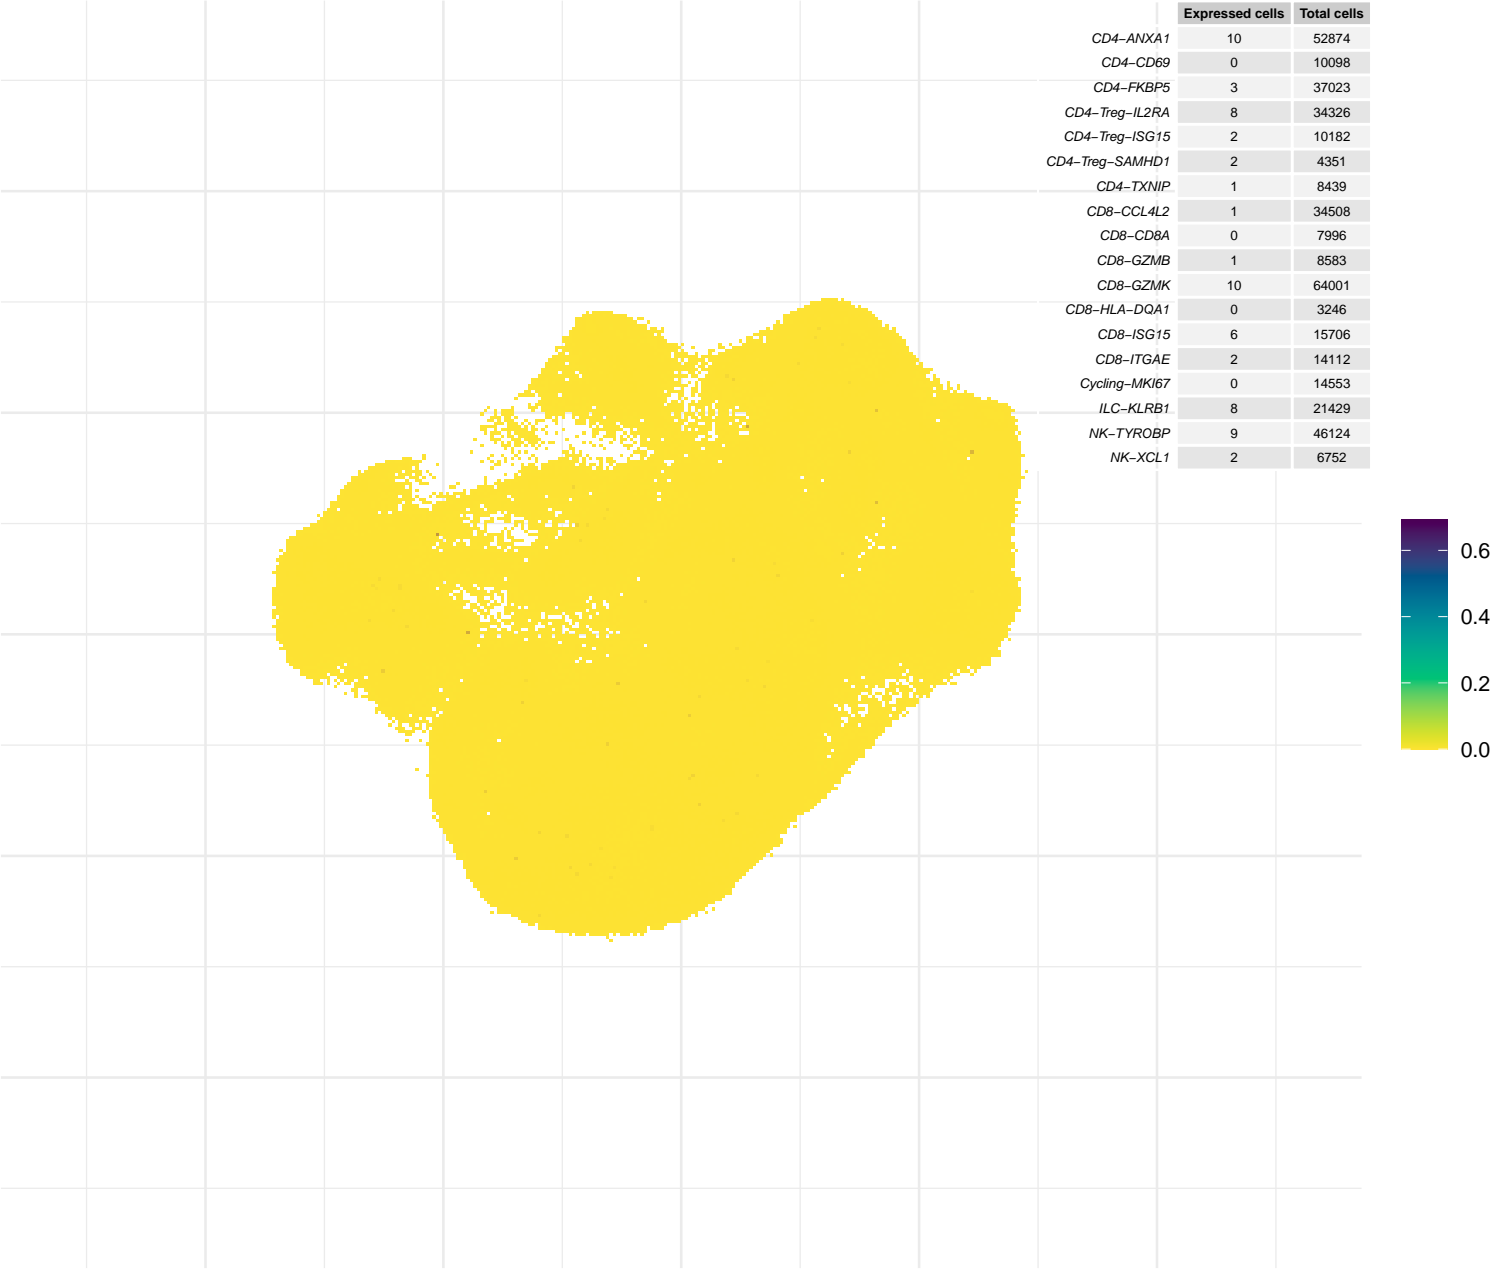 Expressed cells Total cells
CD4−ANXA1 10 52874
CD4−CD69 0 10098
CD4−FKBP5 3 37023
CD4−Treg−IL2RA 8 34326
CD4−Treg−ISG15 2 10182
CD4−Treg−SAMHD1 2 4351
CD4−TXNIP 1 8439
CD8−CCL4L2 1 34508
CD8−CD8A 0 7996
CD8−GZMB 1 8583
CD8−GZMK 10 64001
CD8−HLA−DQA1 0 3246
CD8−ISG15 6 15706
CD8−ITGAE 2 14112
Cycling−MKI67 0 14553
ILC−KLRB1 8 21429
NK−TYROBP 9 46124
NK−XCL1 2 6752
0.6
0.4
0.2
0.0